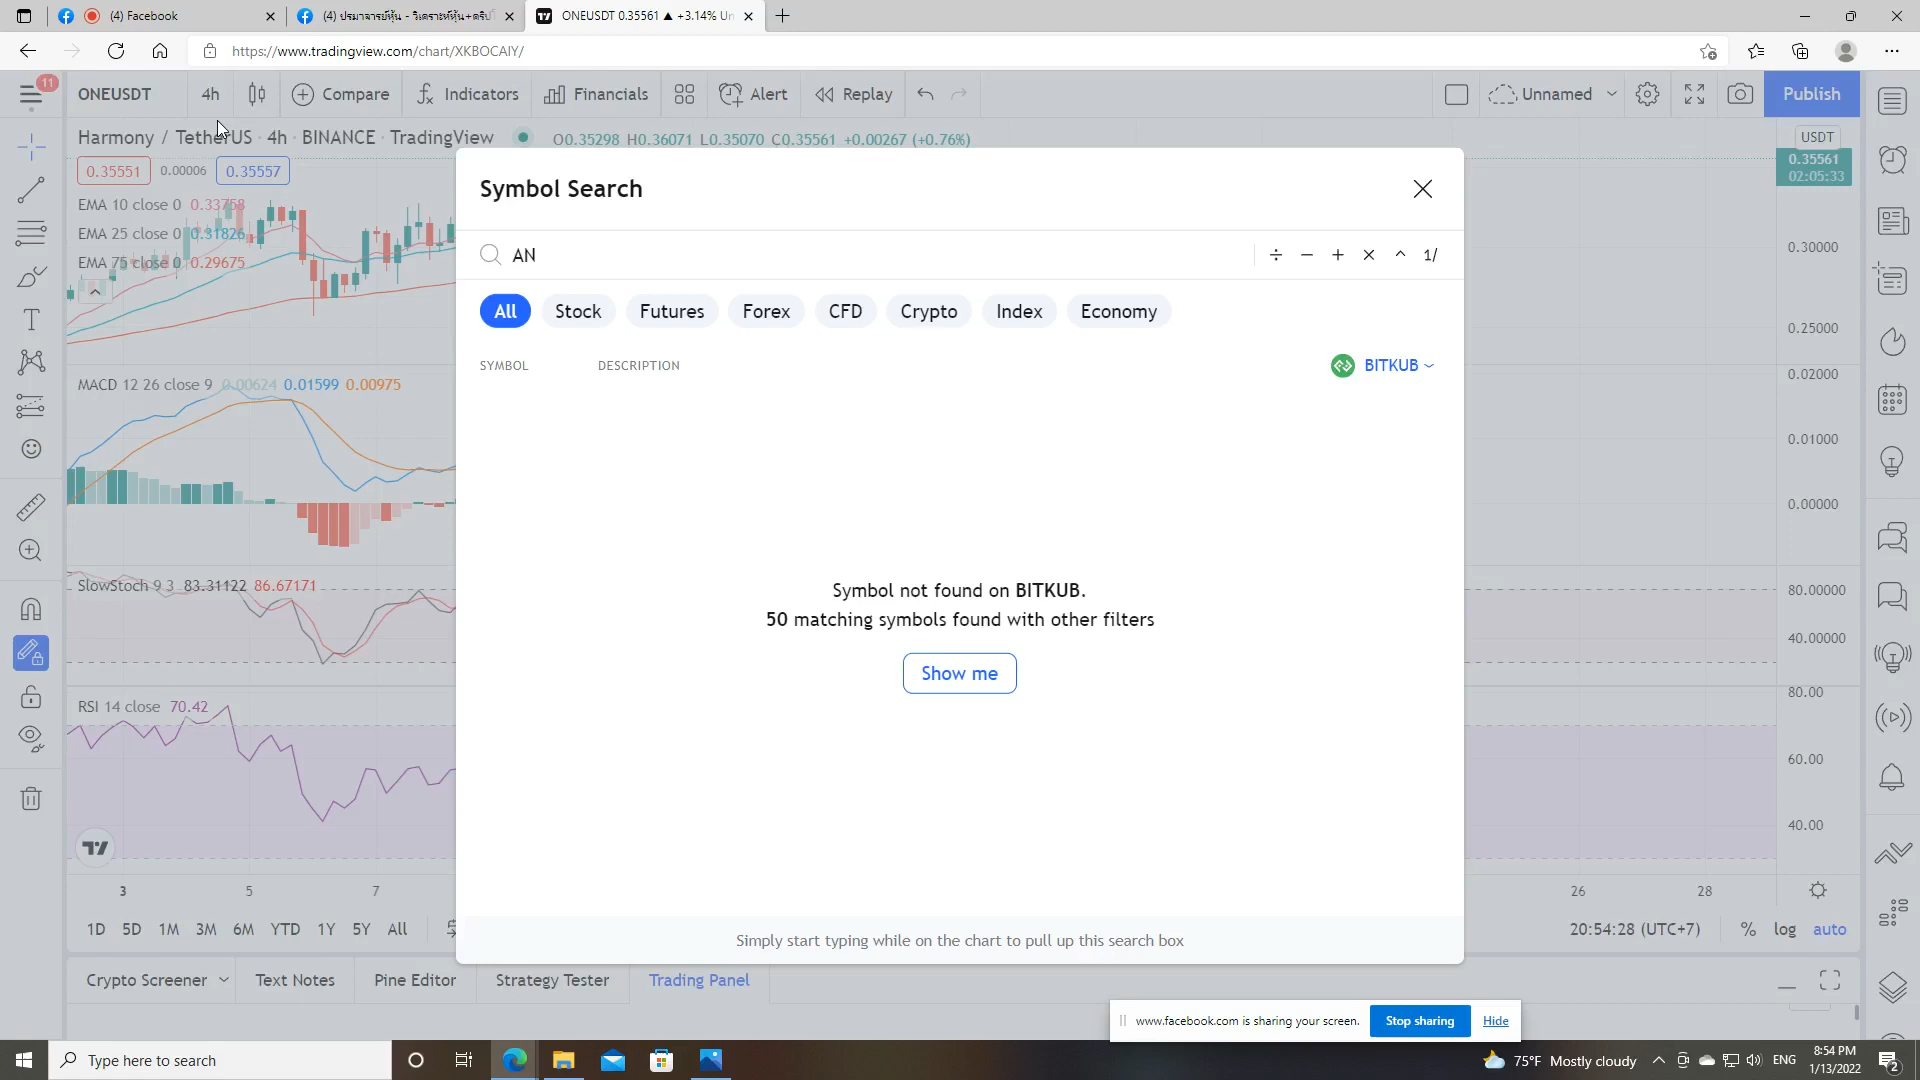 (4) Facebook
(4) ปรมาจารย์หุ้น - วิเคราะห์หุ้น+คริปโ
ONEUSDT 0.35561 ▲ +3.14% Un
https://www.tradingview.com/chart/XKBOCAIY/
11
ONEUSDT
4h
Compare
Indicators
Financials
Alert
Replay
Unnamed
Publish
Harmony / TetherUS · 4h · BINANCE · TradingView
O0.35298 H0.36071 L0.35070 C0.35561 +0.00267 (+0.76%)
USDT
0.35551
0.00006
0.35557
0.35561
02:05:33
EMA 10 close 0 0.33758
EMA 25 close 0 0.31826
EMA 75 close 0 0.29675
Symbol Search
AN
÷ − + × ^ 1/
All
Stock
Futures
Forex
CFD
Crypto
Index
Economy
SYMBOL
DESCRIPTION
BITKUB
Symbol not found on BITKUB.
50 matching symbols found with other filters
Show me
Simply start typing while on the chart to pull up this search box
0.30000
0.25000
MACD 12 26 close 9 0.00624 0.01599 0.00975
0.02000
0.01000
0.00000
SlowStoch 9 3 83.31122 86.67171
80.00000
40.00000
RSI 14 close 70.42
80.00
60.00
40.00
3
5
7
26
28
1D 5D 1M 3M 6M YTD 1Y 5Y All
20:54:28 (UTC+7)
%
log
auto
Crypto Screener
Text Notes
Pine Editor
Strategy Tester
Trading Panel
www.facebook.com is sharing your screen.
Stop sharing
Hide
Type here to search
75°F Mostly cloudy
ENG
8:54 PM
1/13/2022
2